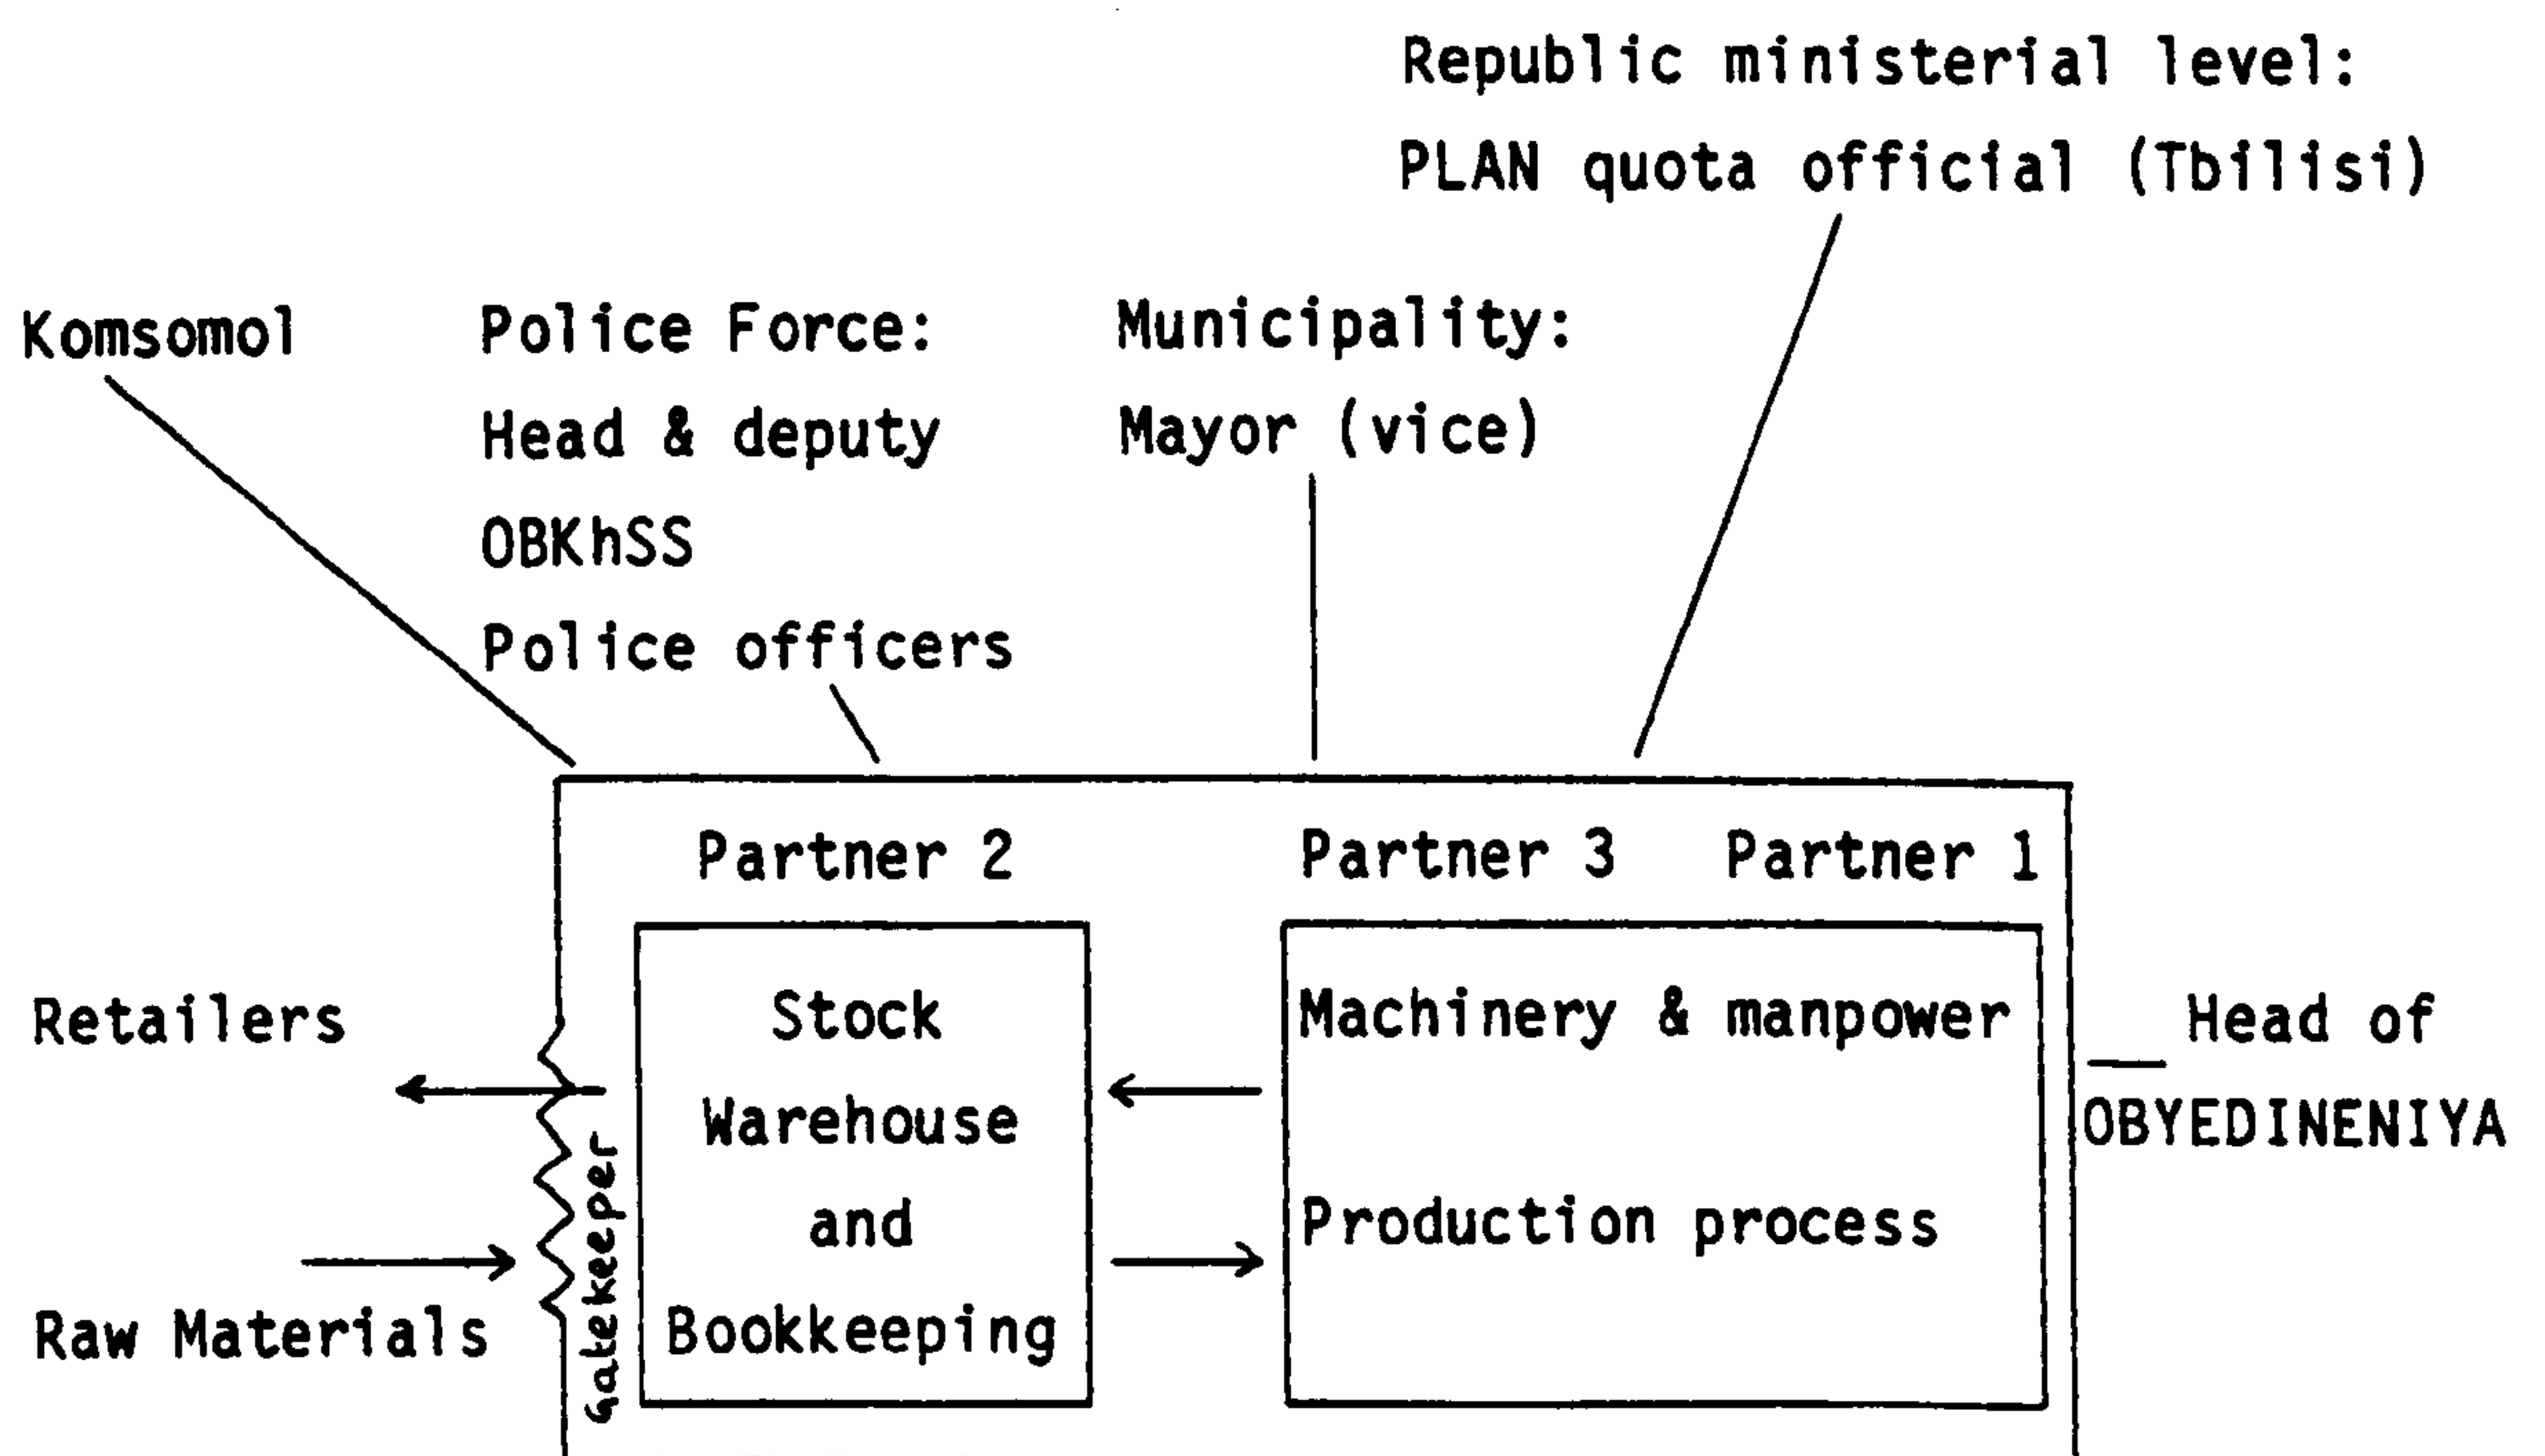 Republic ministerial level:
PLAN quota official (Tbilisi)
Komsomol
Police Force:
Head & deputy
OBKhSS
Police officers
Municipality:
Mayor (vice)
Partner 2
Partner 3
Partner 1
Retailers
Raw Materials
Gatekeeper
Stock
Warehouse
and
Bookkeeping
Machinery & manpower
Production process
Head of
OBYEDINENIYA